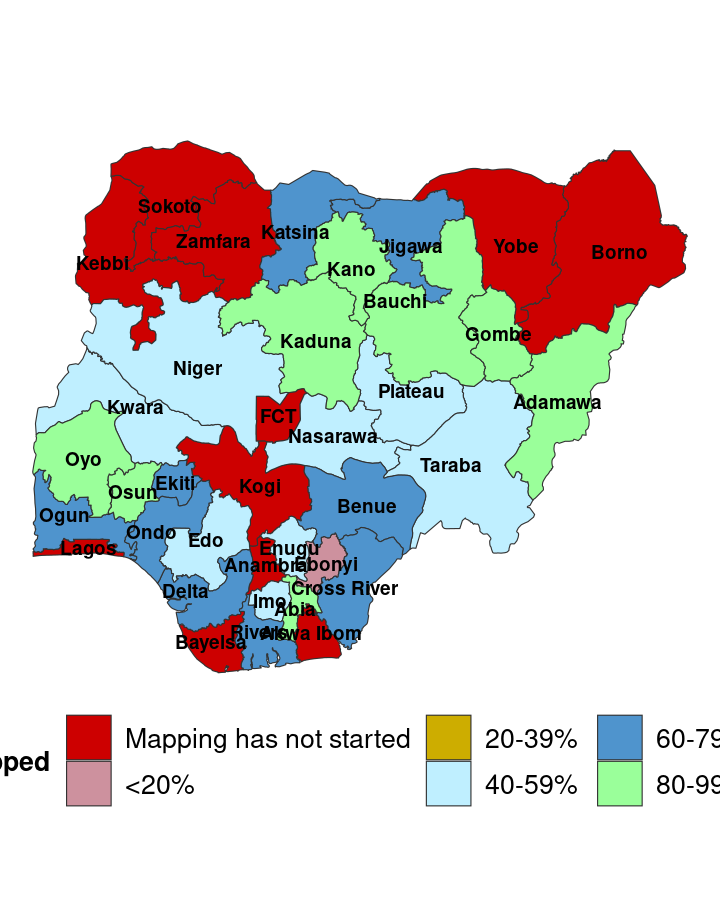 Sokoto
Katsina
Zamfara
Jigawa
Yobe
Borno
Kebbi
Kano
Bauchi
Gombe
Kaduna
Niger
Plateau
Adamawa
Kwara
FCT
Nasarawa
Oyo
Taraba
Osun
Ekiti
Kogi
Benue
Ogun
Ondo
Edo
Lagos
Enugu
Anambra
Ebonyi
Delta
Cross River
Imo
Abia
Bayelsa
Rivers
Akwa Ibom
pped
Mapping has not started
<20%
20-39%
40-59%
60-79
80-99